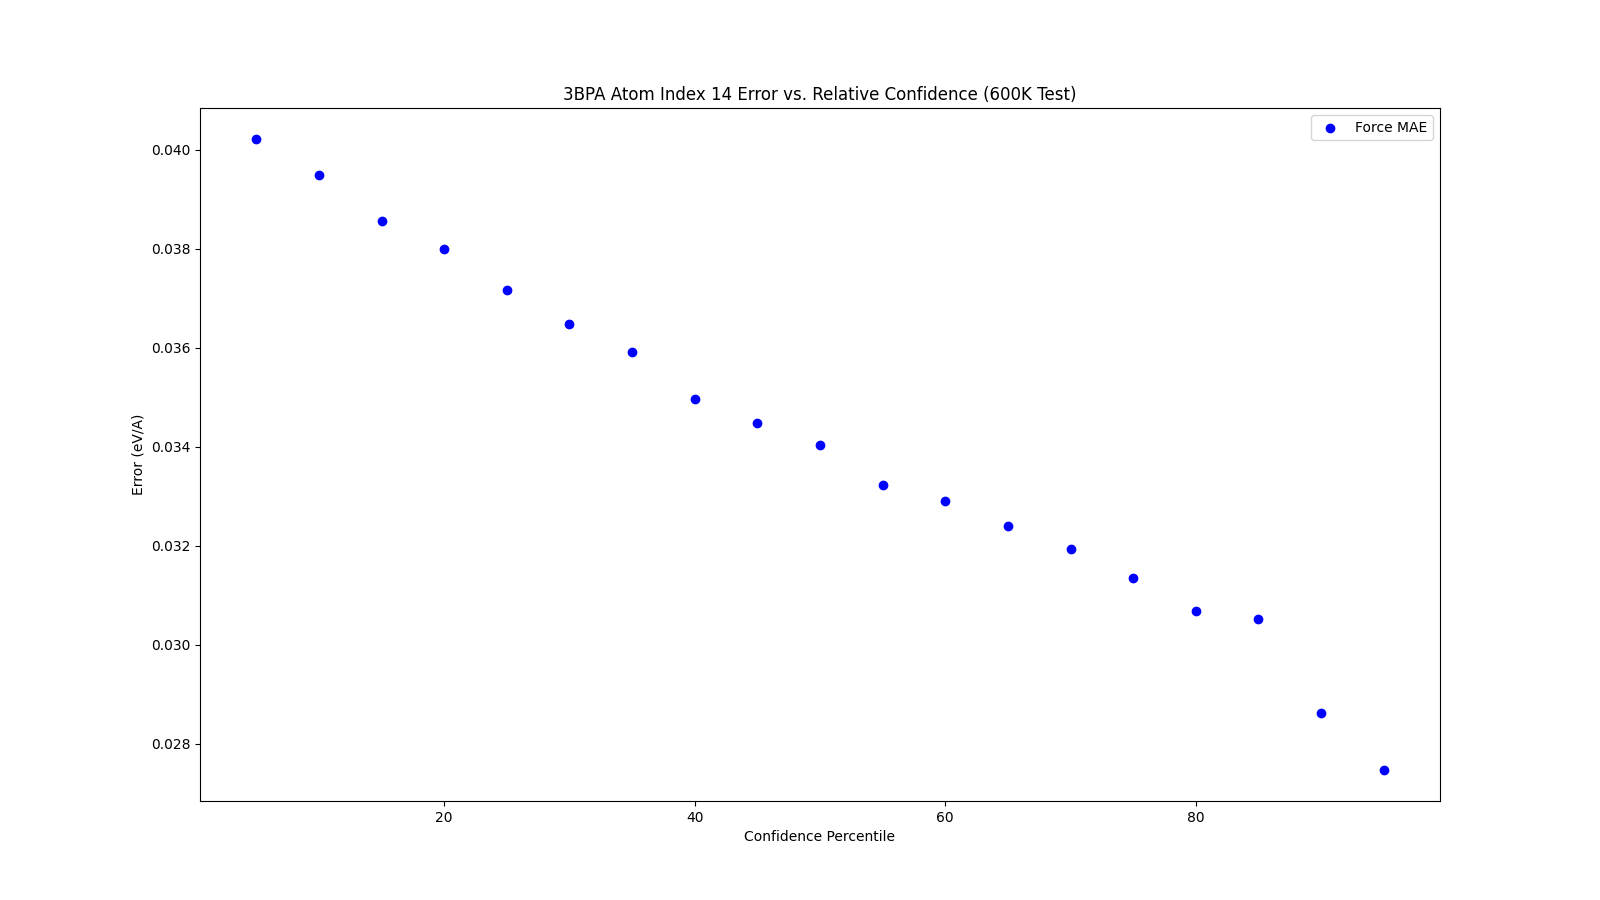 3BPA Atom Index 14 Error vs. Relative Confidence (600K Test)
Force MAE
0.040
0.038
0.036
0.034
0.032
0.030
0.028
Error (eV/A)
20 40 60 80
Confidence Percentile